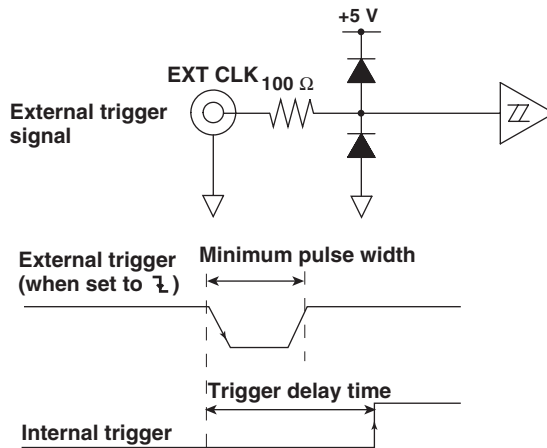 +5 V
EXT CLK
100 Ω
External trigger
signal
Minimum pulse width
External trigger
(when set to )
Trigger delay time
Internal trigger